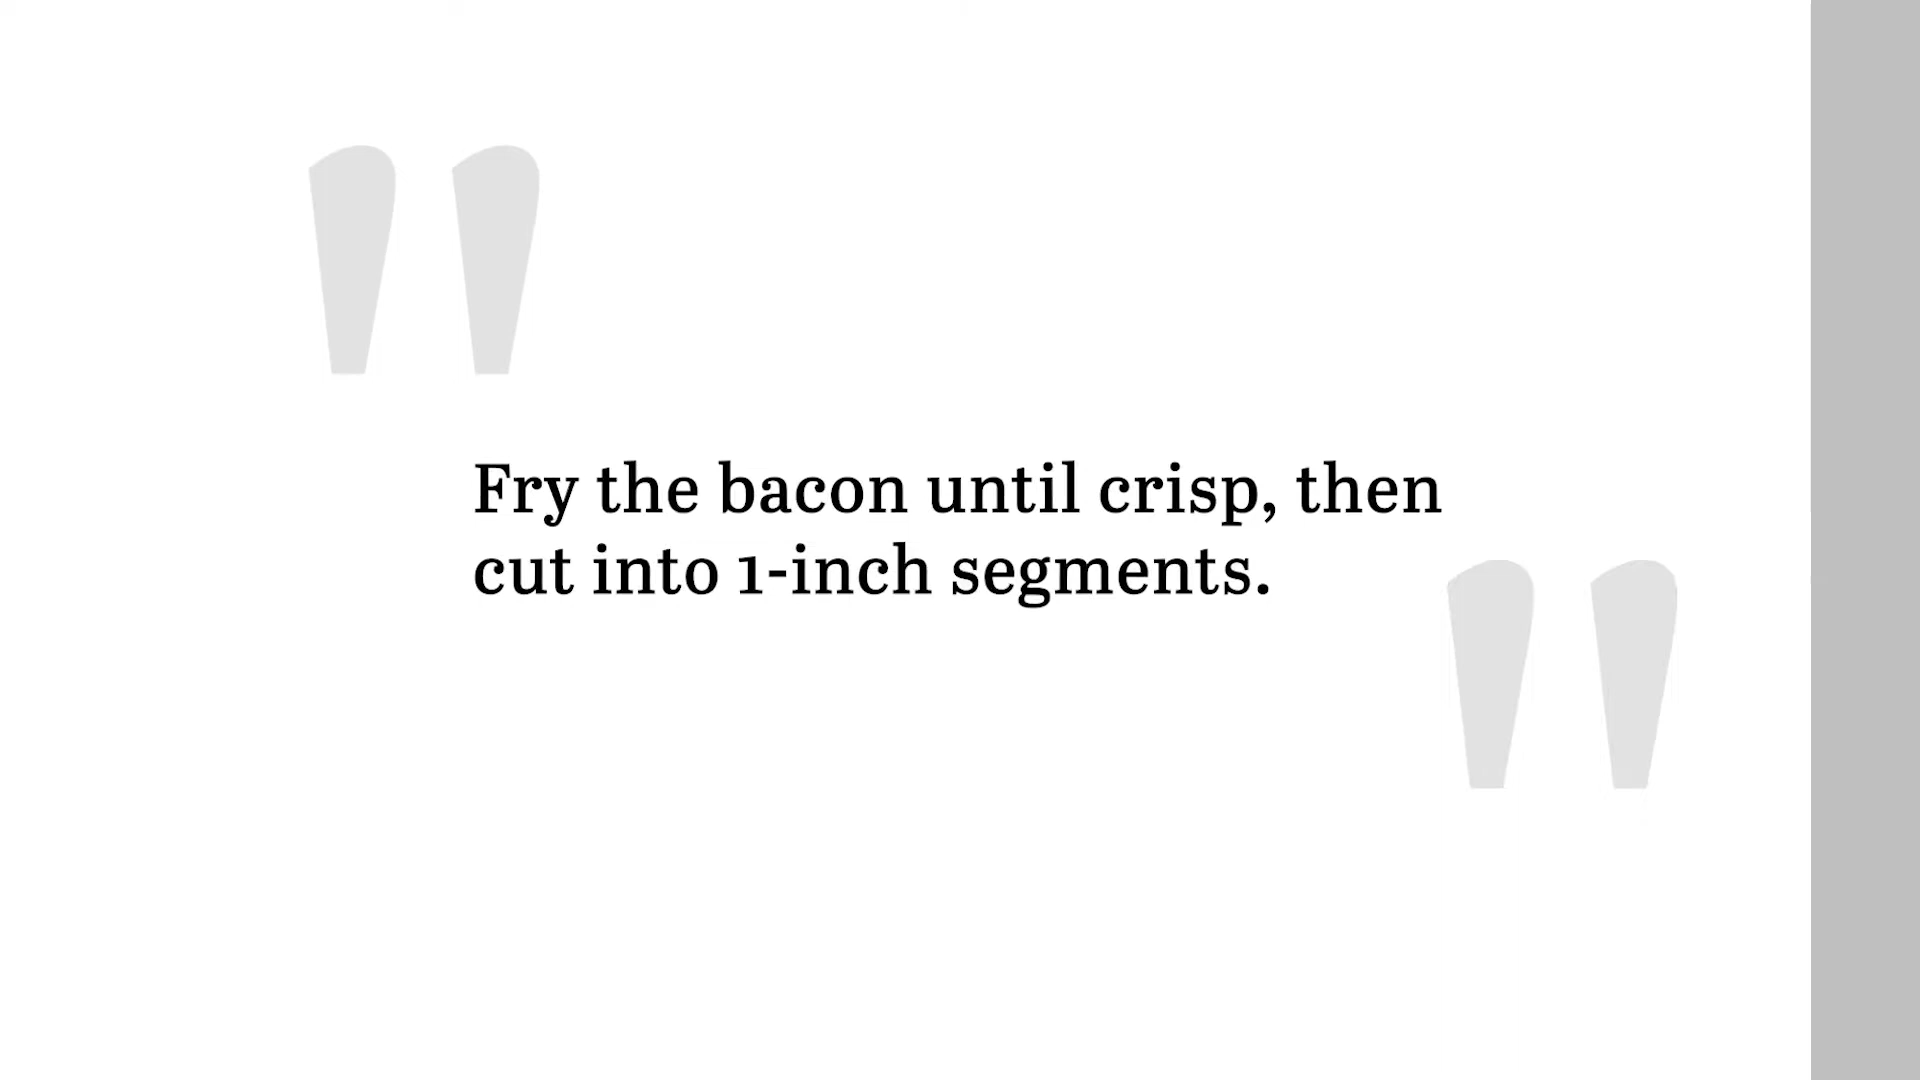 "
Fry the bacon until crisp, then
cut into 1-inch segments.
"